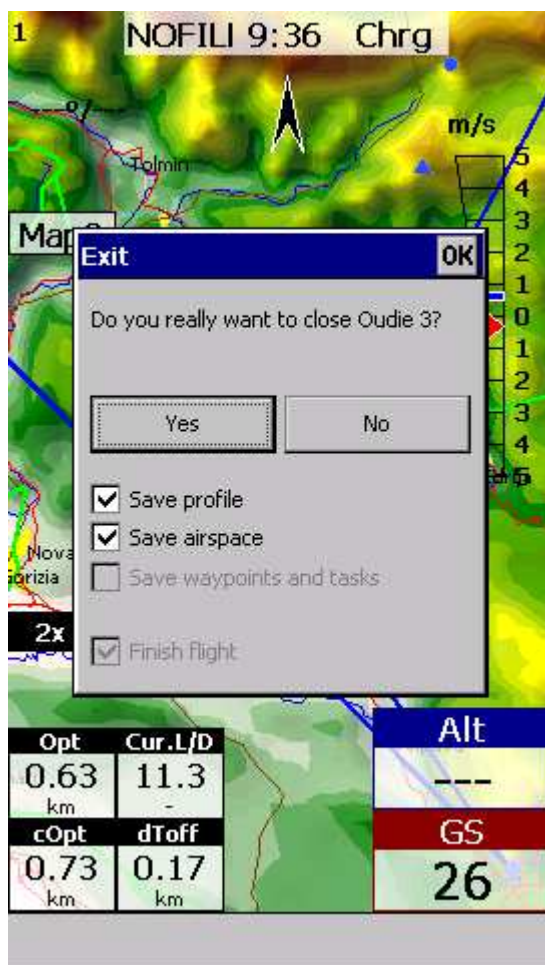 1
NOFILI 9:36 Chrg
---°/---
m/s
Tolmin
5
4
3
2
1
0
1
2
3
4
5
Exit
OK
Do you really want to close Oudie 3?
Yes
No
Save profile
Save airspace
Save waypoints and tasks
Finish flight
Nova
Gorizia
2x
Opt
Cur.L/D
0.63
11.3
km
-
cOpt
dToff
0.73
0.17
km
km
Alt
---
GS
26